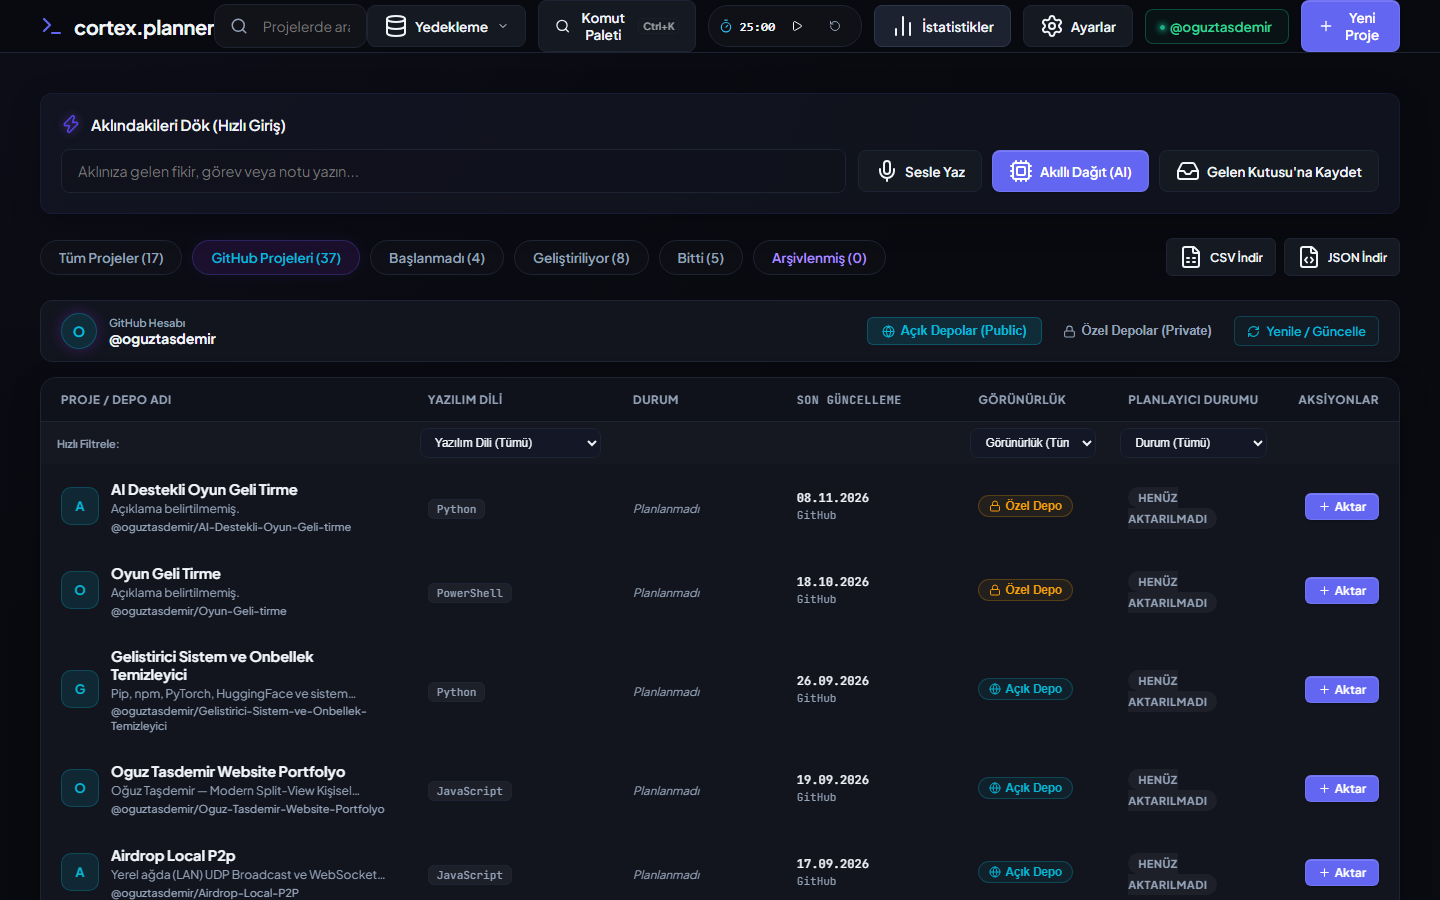 cortex.planner
Projelerde ara
Yedekleme
Komut Paleti
Ctrl+K
25:00
İstatistikler
Ayarlar
@oguztasdemir
Yeni Proje
Aklındakileri Dök (Hızlı Giriş)
Aklınıza gelen fikir, görev veya notu yazın...
Sesle Yaz
Akıllı Dağıt (AI)
Gelen Kutusu'na Kaydet
Tüm Projeler (17)
GitHub Projeleri (37)
Başlanmadı (4)
Geliştiriliyor (8)
Bitti (5)
Arşivlenmiş (0)
CSV İndir
JSON İndir
O
GitHub Hesabı
@oguztasdemir
Açık Depolar (Public)
Özel Depolar (Private)
Yenile / Güncelle
PROJE / DEPO ADI
YAZILIM DİLİ
DURUM
SON GÜNCELLEME
GÖRÜNÜRLÜK
PLANLAYICI DURUMU
AKSİYONLAR
Hızlı Filtrele:
Yazılım Dili (Tümü)
Görünürlük (Tün
Durum (Tümü)
A
AI Destekli Oyun Geli Tirme
Açıklama belirtilmemiş.
@oguztasdemir/AI-Destekli-Oyun-Geli-tirme
Python
Planlanmadı
08.11.2026
GitHub
Özel Depo
HENÜZ
AKTARILMADI
Aktar
O
Oyun Geli Tirme
Açıklama belirtilmemiş.
@oguztasdemir/Oyun-Geli-tirme
PowerShell
Planlanmadı
18.10.2026
GitHub
Özel Depo
HENÜZ
AKTARILMADI
Aktar
G
Gelistirici Sistem ve Onbellek
Temizleyici
Pip, npm, PyTorch, HuggingFace ve sistem...
@oguztasdemir/Gelistirici-Sistem-ve-Onbellek-
Temizleyici
Python
Planlanmadı
26.09.2026
GitHub
Açık Depo
HENÜZ
AKTARILMADI
Aktar
O
Oguz Tasdemir Website Portfolyo
Oğuz Taşdemir — Modern Split-View Kişisel...
@oguztasdemir/Oguz-Tasdemir-Website-Portfolyo
JavaScript
Planlanmadı
19.09.2026
GitHub
Açık Depo
HENÜZ
AKTARILMADI
Aktar
A
Airdrop Local P2p
Yerel ağda (LAN) UDP Broadcast ve WebSocket...
@oguztasdemir/Airdrop-Local-P2P
JavaScript
Planlanmadı
17.09.2026
GitHub
Açık Depo
HENÜZ
AKTARILMADI
Aktar